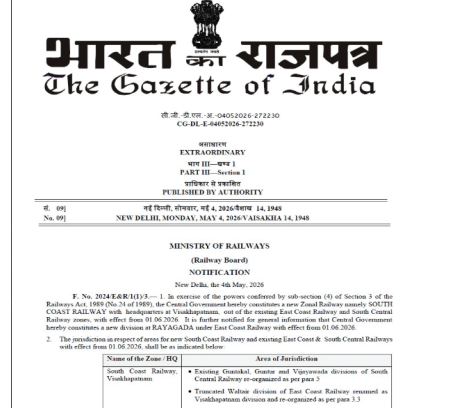 भारत का राजपत्र
The Gazette of India
सी.जी.-डी.एल.-अ.-04052026-272230
CG-DL-E-04052026-272230
असाधारण
EXTRAORDINARY
भाग III—खण्ड 1
PART III—Section 1
प्राधिकार से प्रकाशित
PUBLISHED BY AUTHORITY
सं. 09] नई दिल्ली, सोमवार, मई 4, 2026/वैशाख 14, 1948
No. 09] NEW DELHI, MONDAY, MAY 4, 2026/VAISAKHA 14, 1948
MINISTRY OF RAILWAYS
(Railway Board)
NOTIFICATION
New Delhi, the 4th May, 2026
F. No. 2024/E&R/1(1)/3.— 1. In exercise of the powers conferred by sub-section (4) of Section 3 of the
Railways Act, 1989 (No.24 of 1989), the Central Government hereby constitutes a new Zonal Railway namely SOUTH
COAST RAILWAY with headquarters at Visakhapatnam, out of the existing East Coast Railway and South Central
Railway zones, with effect from 01.06.2026. It is further notified for general information that Central Government
hereby constitutes a new division at RAYAGADA under East Coast Railway with effect from 01.06.2026.
2. The jurisdiction in respect of areas for new South Coast Railway and existing East Coast & South Central Railways
with effect from 01.06.2026, shall be as indicated below.
Name of the Zone / HQ Area of Jurisdiction
South Coast Railway, Visakhapatnam
• Existing Guntakal, Guntur and Vijayawada divisions of South
Central Railway re-organized as per para 5
• Truncated Waltair division of East Coast Railway renamed as
Visakhapatnam division and re-organized as per para 3.3